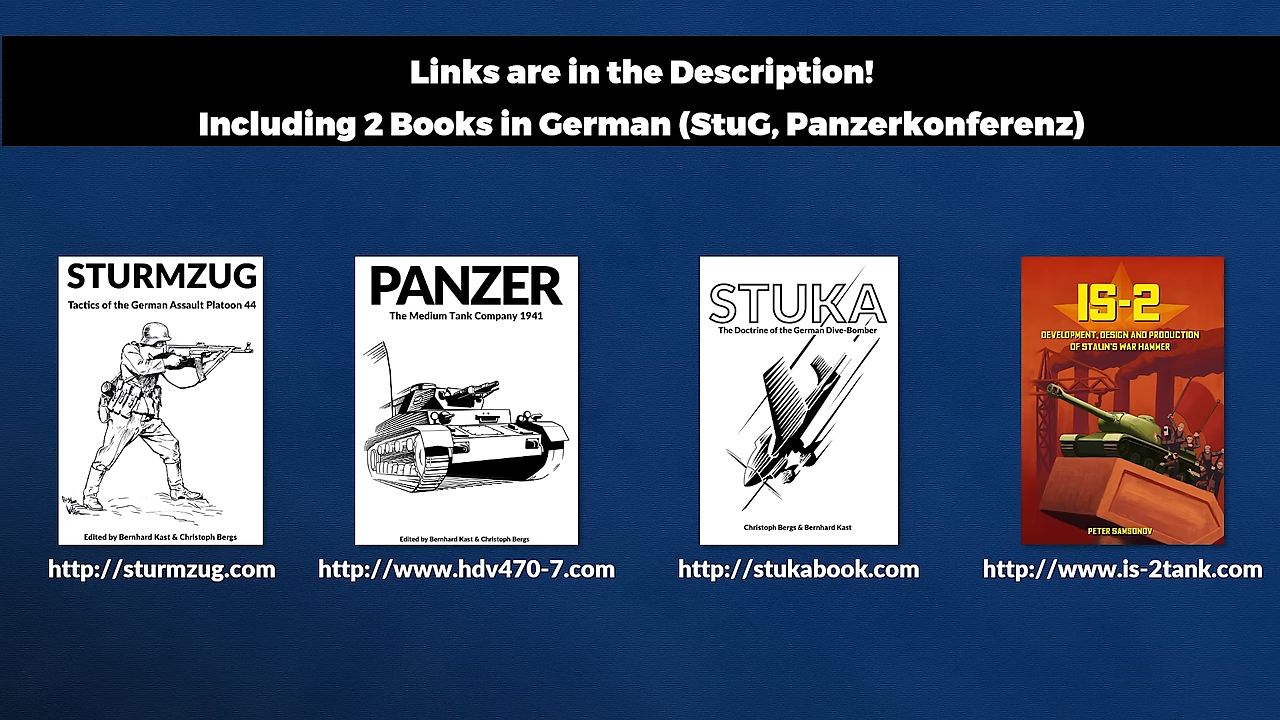 Links are in the Description!
Including 2 Books in German (StuG, Panzerkonferenz)
STURMZUG
Tactics of the German Assault Platoon 44
Edited by Bernhard Kast & Christoph Bergs
http://sturmzug.com
PANZER
The Medium Tank Company 1941
Edited by Bernhard Kast & Christoph Bergs
http://www.hdv470-7.com
STUKA
The Doctrine of the German Dive-Bomber
Christoph Bergs & Bernhard Kast
http://stukabook.com
IS-2
DEVELOPMENT, DESIGN AND PRODUCTION
OF STALIN'S WAR HAMMER
PETER SAMSONOV
http://www.is-2tank.com